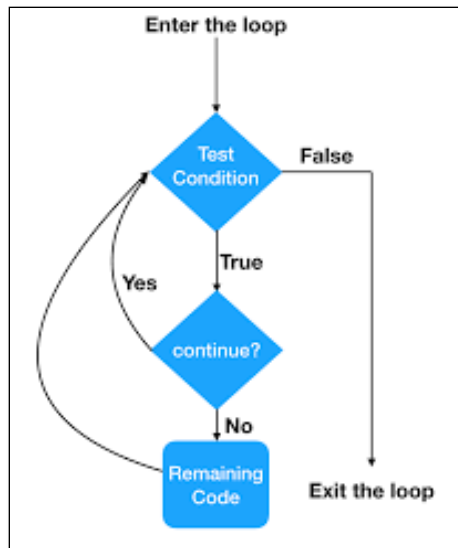 Enter the loop
Test
Condition
False
True
Yes
continue?
No
Remaining
Code
Exit the loop